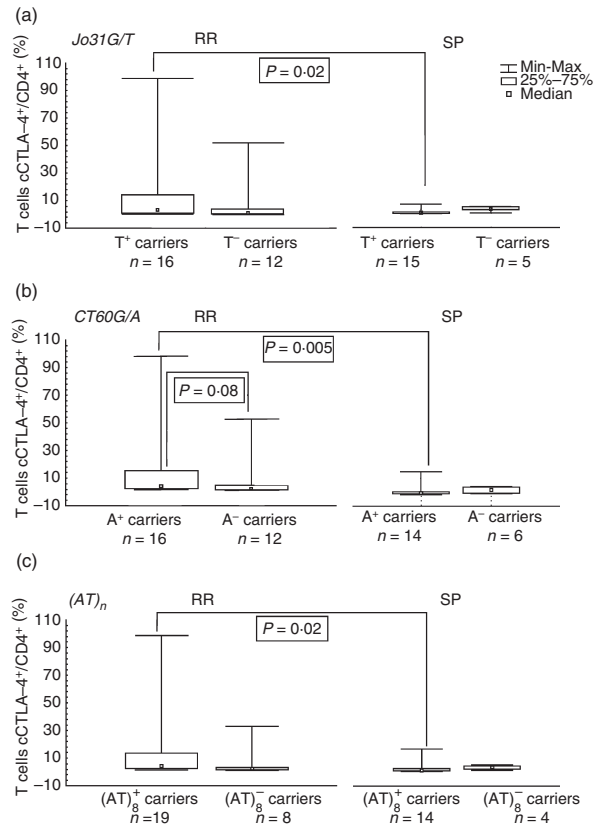 (a)
Jo31G/T
RR
SP
P = 0·02
Min-Max
25%–75%
Median
T cells cCTLA–4⁺/CD4⁺ (%)
110
90
70
50
30
10
–10
T⁺ carriers
n = 16
T⁻ carriers
n = 12
T⁺ carriers
n = 15
T⁻ carriers
n = 5
(b)
CT60G/A
RR
SP
P = 0·005
P = 0·08
T cells cCTLA–4⁺/CD4⁺ (%)
110
90
70
50
30
10
–10
A⁺ carriers
n = 16
A⁻ carriers
n = 12
A⁺ carriers
n = 14
A⁻ carriers
n = 6
(c)
(AT)ₙ
RR
SP
P = 0·02
T cells cCTLA–4⁺/CD4⁺ (%)
110
90
70
50
30
10
–10
(AT)₈⁺ carriers
n =19
(AT)₈⁻ carriers
n = 8
(AT)₈⁺ carriers
n = 14
(AT)₈⁻ carriers
n = 4